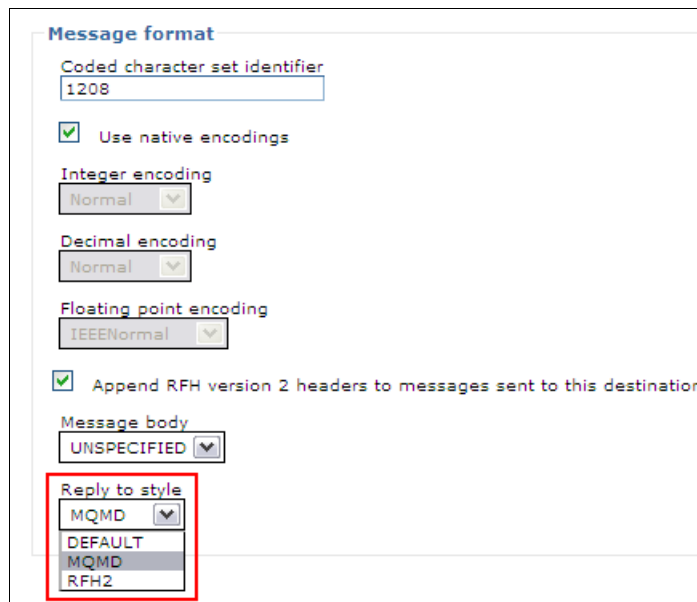 Message format
Coded character set identifier
1208
Use native encodings
Integer encoding
Normal
Decimal encoding
Normal
Floating point encoding
IEEENormal
Append RFH version 2 headers to messages sent to this destination
Message body
UNSPECIFIED
Reply to style
MQMD
DEFAULT
MQMD
RFH2